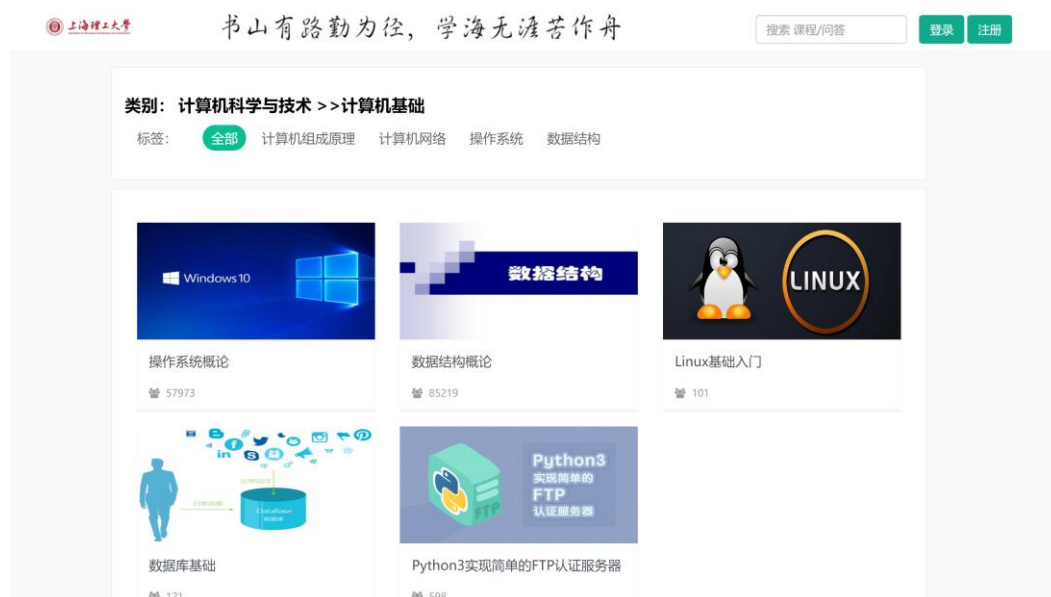 上海理工大學
书山有路勤为径，学海无涯苦作舟
搜索 课程/问答
登录 注册
类别： 计算机科学与技术 >>计算机基础
标签： 全部 计算机组成原理 计算机网络 操作系统 数据结构
Windows 10
数据结构
LINUX
操作系统概论
数据结构概论
Linux基础入门
57973
85219
101
DataBase
数据库
Python3
实现简单的
FTP
认证服务器
FTP
数据库基础
Python3实现简单的FTP认证服务器
121
598